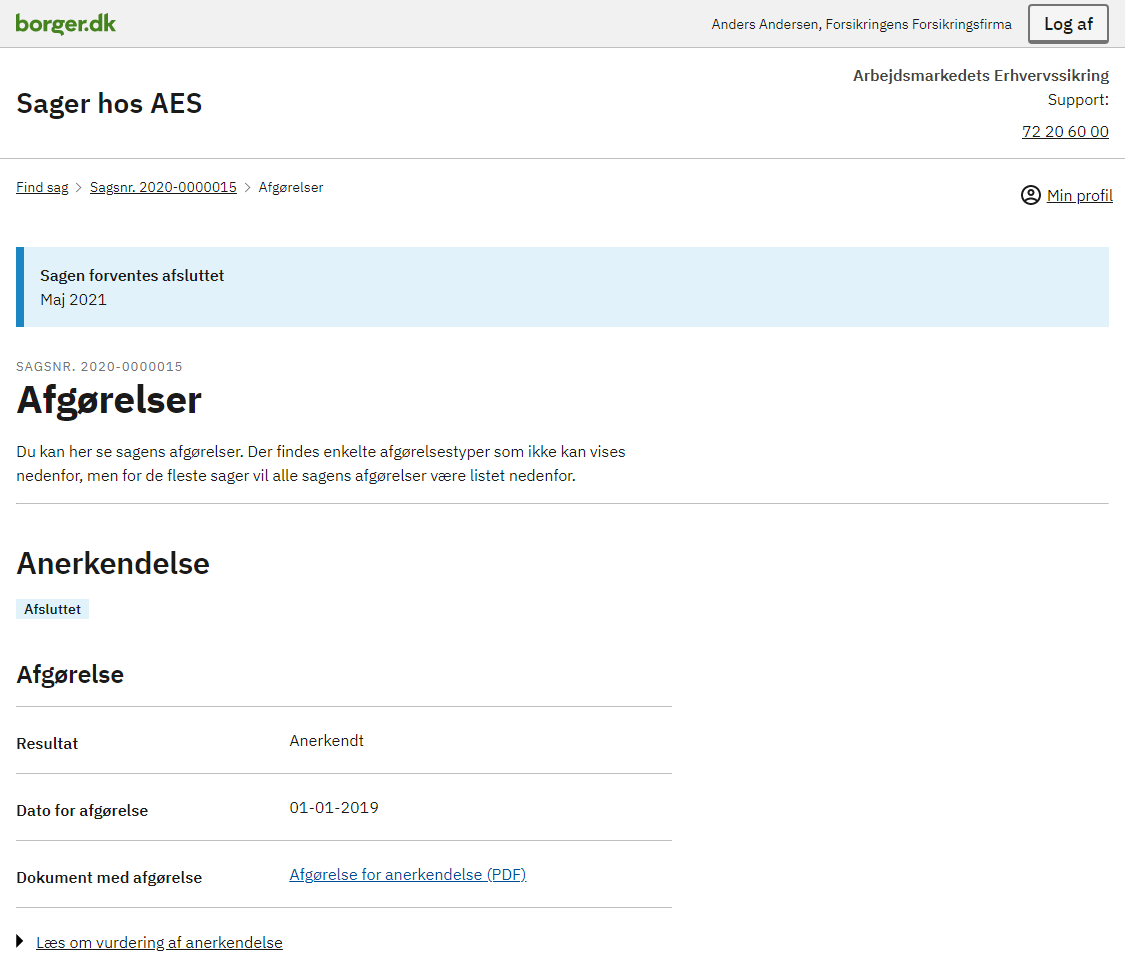 borger.dk
Anders Andersen, Forsikringens Forsikringsfirma
Log af
Sager hos AES
Arbejdsmarkedets Erhvervssikring
Support:
72 20 60 00
Find sag > Sagsnr. 2020-0000015 > Afgørelser
Min profil
Sagen forventes afsluttet
Maj 2021
SAGSNR. 2020-0000015
Afgørelser
Du kan her se sagens afgørelser. Der findes enkelte afgørelsestyper som ikke kan vises
nedenfor, men for de fleste sager vil alle sagens afgørelser være listet nedenfor.
Anerkendelse
Afsluttet
Afgørelse
Resultat Anerkendt
Dato for afgørelse 01-01-2019
Dokument med afgørelse Afgørelse for anerkendelse (PDF)
Læs om vurdering af anerkendelse